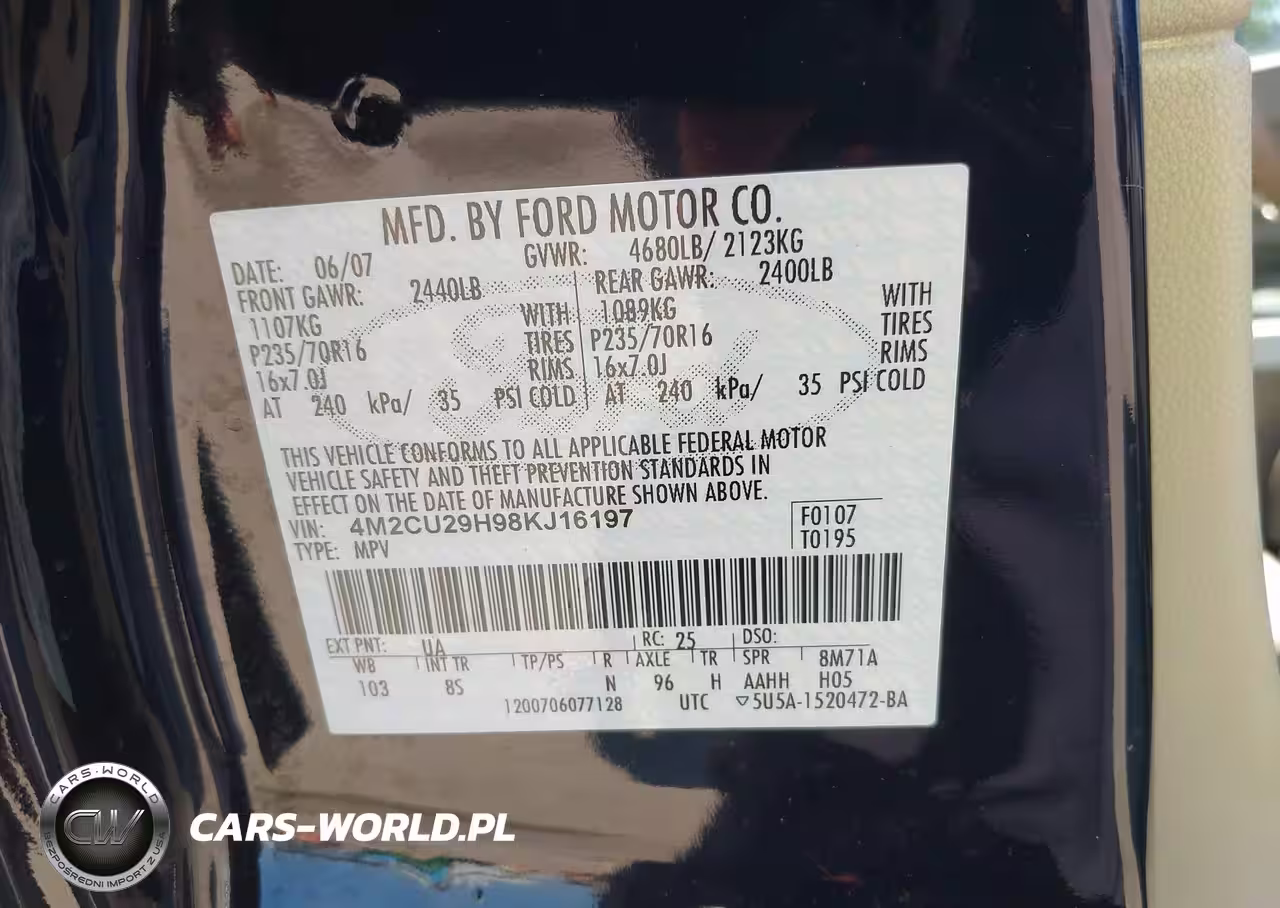 MFD. BY FORD MOTOR CO.
DATE: 06/07 GVWR: 4680LB/ 2123KG
FRONT GAWR: 2440LB REAR GAWR: 2400LB
1107KG WITH 1089KG WITH
P235/70R16 TIRES P235/70R16 TIRES
16x7.0J RIMS 16x7.0J RIMS
AT 240 kPa/ 35 PSI COLD AT 240 kPa/ 35 PSI COLD
THIS VEHICLE CONFORMS TO ALL APPLICABLE FEDERAL MOTOR
VEHICLE SAFETY AND THEFT PREVENTION STANDARDS IN
EFFECT ON THE DATE OF MANUFACTURE SHOWN ABOVE.
VIN: 4M2CU29H98KJ16197 F0107
TYPE: MPV T0195
EXT PNT: UA RC: 25 DSO:
WB INT TR TP/PS R AXLE TR SPR 8M71A
103 8S N 96 H AAHH H05
1200706077128 UTC ▽5U5A-1520472-BA
CARS-WORLD
CW
BEZPOŚREDNI IMPORT Z USA
CARS-WORLD.PL